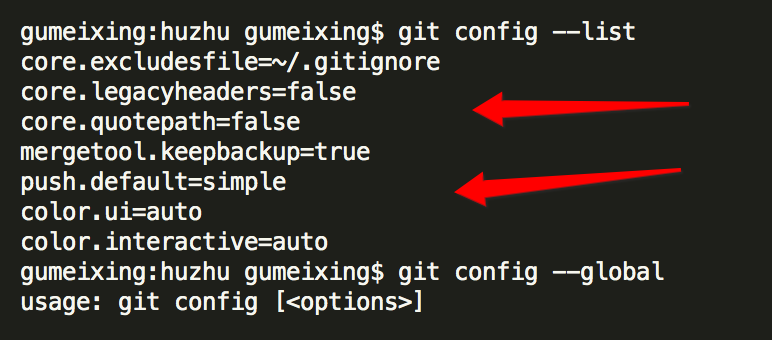 gumeixing:huzhu gumeixing$ git config --list
core.excludesfile=~/.gitignore
core.legacyheaders=false
core.quotepath=false
mergetool.keepbackup=true
push.default=simple
color.ui=auto
color.interactive=auto
gumeixing:huzhu gumeixing$ git config --global
usage: git config [<options>]